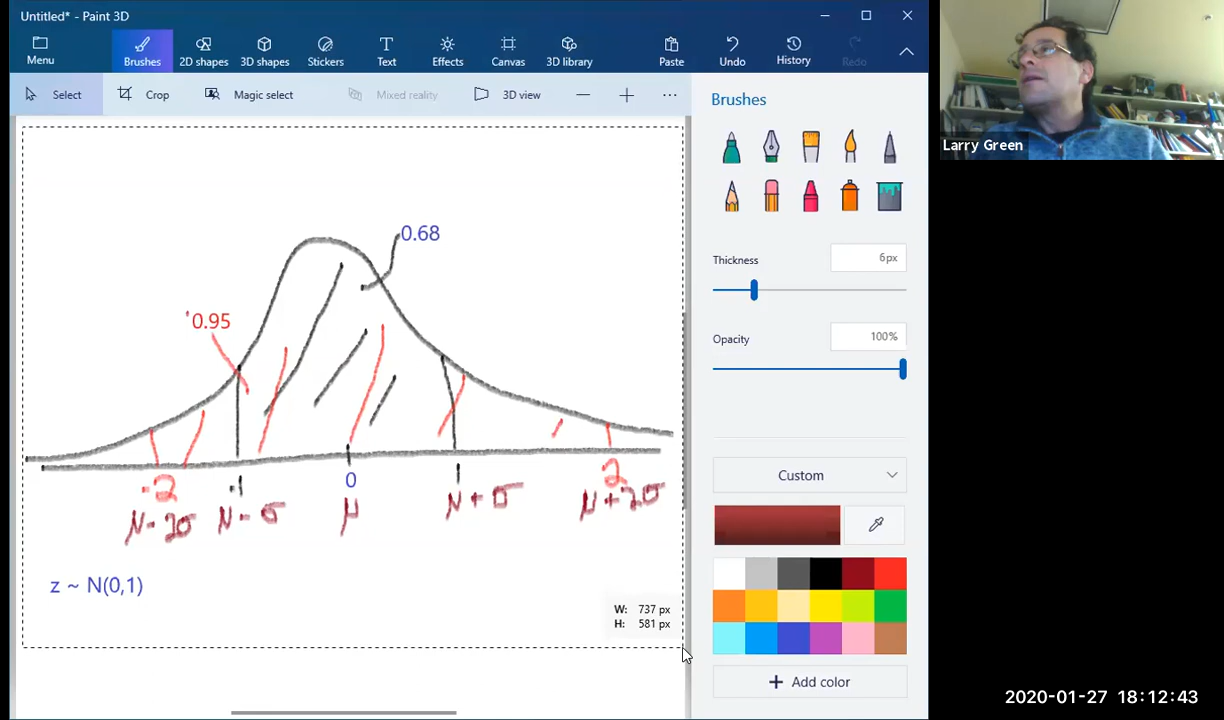 Untitled* - Paint 3D
Menu
Brushes
2D shapes
3D shapes
Stickers
Text
Effects
Canvas
3D library
Paste
Undo
History
Redo
Select
Crop
Magic select
Mixed reality
3D view
Brushes
Larry Green
Thickness
6px
Opacity
100%
Custom
Add color
0.68
0.95
-2
-1
0
1
2
μ-2σ
μ-σ
μ
μ+σ
μ+2σ
z ~ N(0,1)
W: 737 px
H: 581 px
2020-01-27 18:12:43